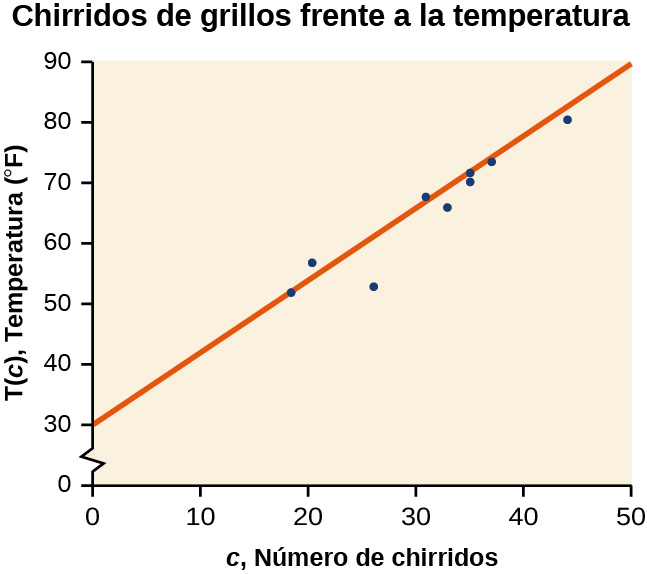 Chirridos de grillos frente a la temperatura
T(c), Temperatura (°F)
90
80
70
60
50
40
30
0
0 10 20 30 40 50
c, Número de chirridos